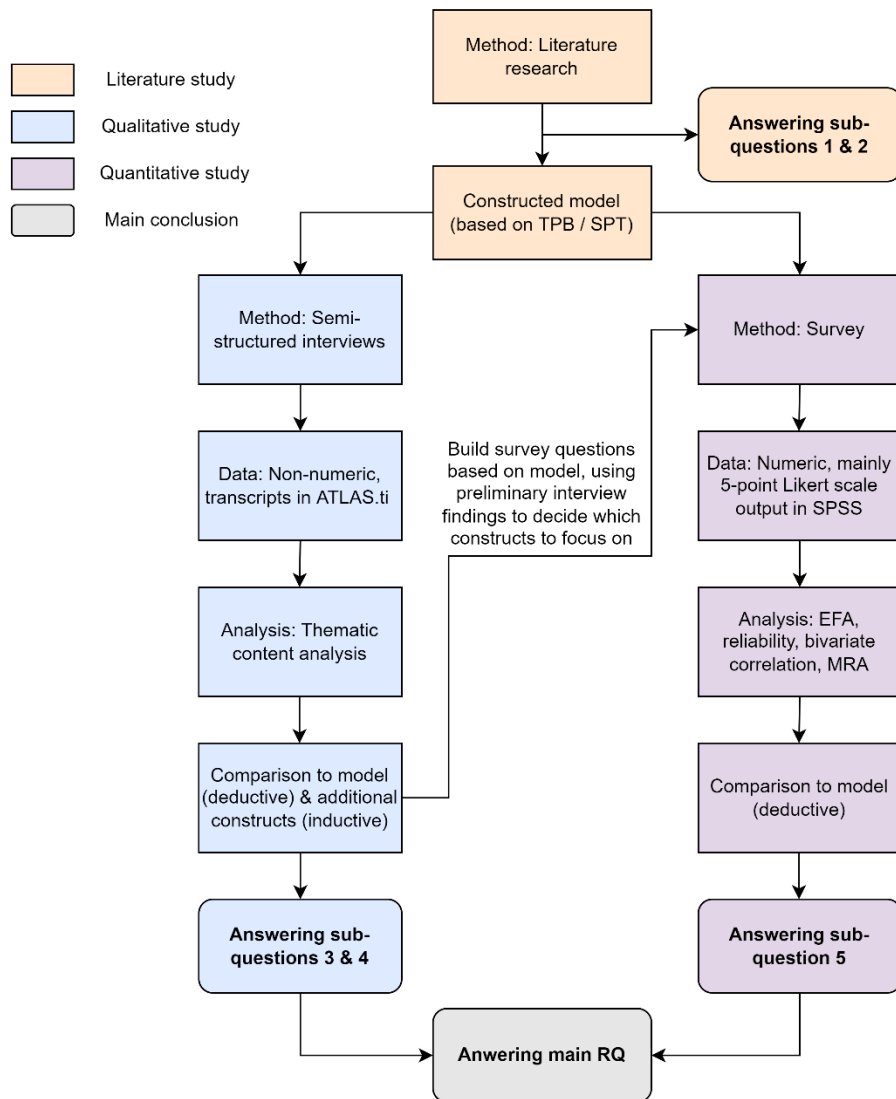 Literature study
Qualitative study
Quantitative study
Main conclusion
Method: Literature
research
Answering sub-
questions 1 & 2
Constructed model
(based on TPB / SPT)
Method: Semi-
structured interviews
Method: Survey
Data: Non-numeric,
transcripts in ATLAS.ti
Build survey questions
based on model, using
preliminary interview
findings to decide which
constructs to focus on
Data: Numeric, mainly
5-point Likert scale
output in SPSS
Analysis: Thematic
content analysis
Analysis: EFA,
reliability, bivariate
correlation, MRA
Comparison to model
(deductive) & additional
constructs (inductive)
Comparison to model
(deductive)
Answering sub-
questions 3 & 4
Answering sub-
question 5
Anwering main RQ